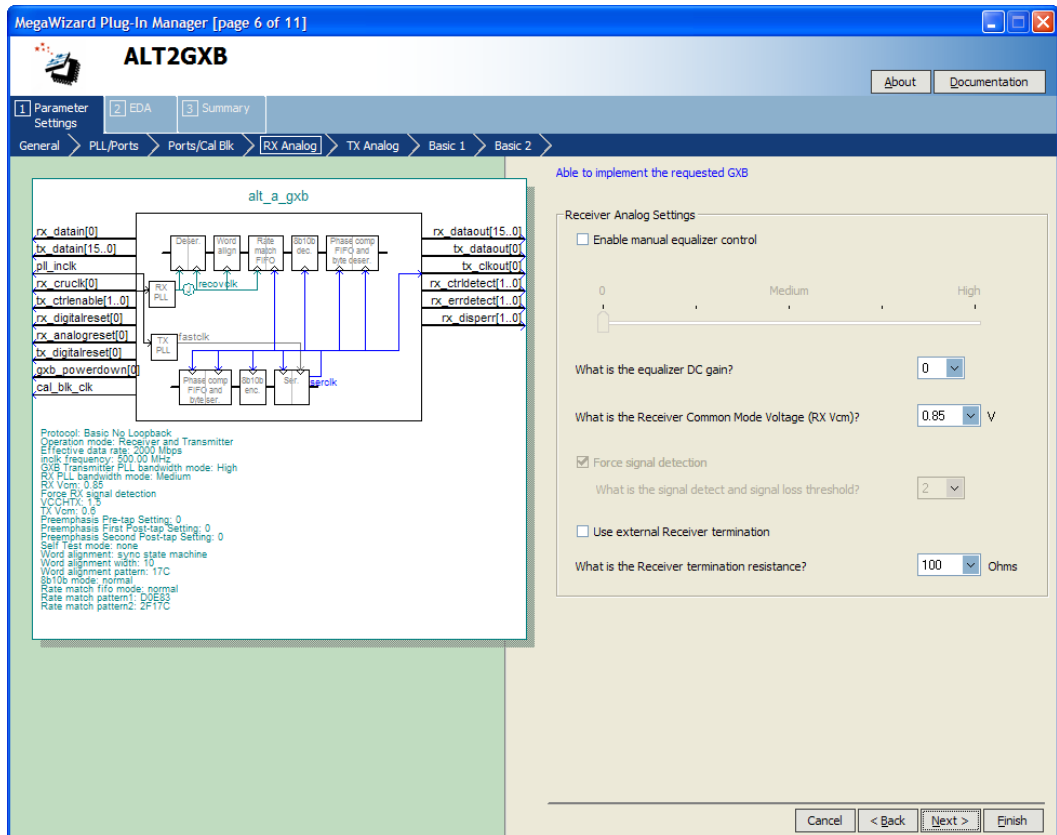 MegaWizard Plug-In Manager [page 6 of 11]
ALT2GXB
About
Documentation
1 Parameter Settings
2 EDA
3 Summary
General
PLL/Ports
Ports/Cal Blk
RX Analog
TX Analog
Basic 1
Basic 2
Able to implement the requested GXB
alt_a_gxb
rx_datain[0]
tx_datain[15..0]
pll_inclk
rx_cruclk[0]
tx_ctrlenable[1..0]
rx_digitalreset[0]
rx_analogreset[0]
tx_digitalreset[0]
gxb_powerdown[0]
cal_blk_clk
Deser.
Word align
Rate match FIFO
8b10b dec.
Phase comp FIFO and byte deser.
RX PLL
recovclk
TX PLL
fastclk
Phase comp FIFO and byte ser.
8b10b enc.
Ser.
serclk
rx_dataout[15..0]
tx_dataout[0]
tx_clkout[0]
rx_ctrldetect[1..0]
rx_errdetect[1..0]
rx_disperr[1..0]
Protocol: Basic No Loopback
Operation mode: Receiver and Transmitter
Effective data rate: 2000 Mbps
inclk frequency: 500.00 MHz
GXB Transmitter PLL bandwidth mode: High
RX PLL bandwidth mode: Medium
RX Vcm: 0.85
Force RX signal detection
VCCHTX: 1.5
TX Vcm: 0.6
Preemphasis Pre-tap Setting: 0
Preemphasis First Post-tap Setting: 0
Preemphasis Second Post-tap Setting: 0
Self Test mode: none
Word alignment: sync state machine
Word alignment width: 10
Word alignment pattern: 17C
8b10b mode: normal
Rate match fifo mode: normal
Rate match pattern1: D0E83
Rate match pattern2: 2F17C
Receiver Analog Settings
Enable manual equalizer control
0 Medium High
What is the equalizer DC gain? 0
What is the Receiver Common Mode Voltage (RX Vcm)? 0.85 V
Force signal detection
What is the signal detect and signal loss threshold? 2
Use external Receiver termination
What is the Receiver termination resistance? 100 Ohms
Cancel
< Back
Next >
Finish